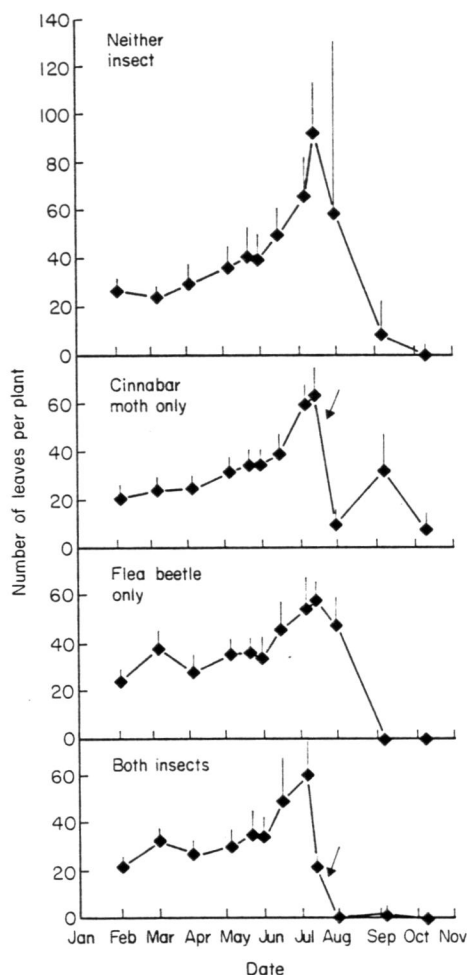 Neither
insect
140
120
100
80
60
40
20
0
Cinnabar
moth only
60
40
20
0
Flea beetle
only
60
40
20
0
Both insects
60
40
20
0
Number of leaves per plant
Jan Feb Mar Apr May Jun Jul Aug Sep Oct Nov
Date